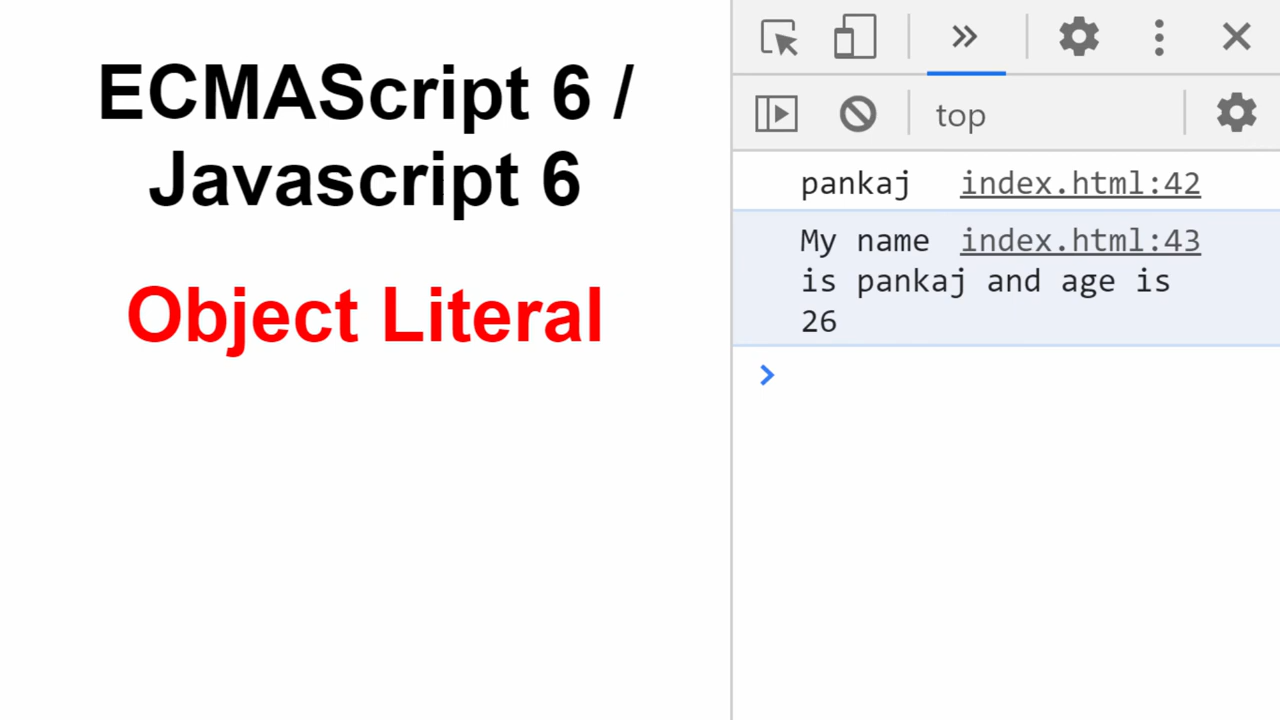 ECMAScript 6 /
Javascript 6
Object Literal
top
pankaj index.html:42
My name index.html:43
is pankaj and age is
26